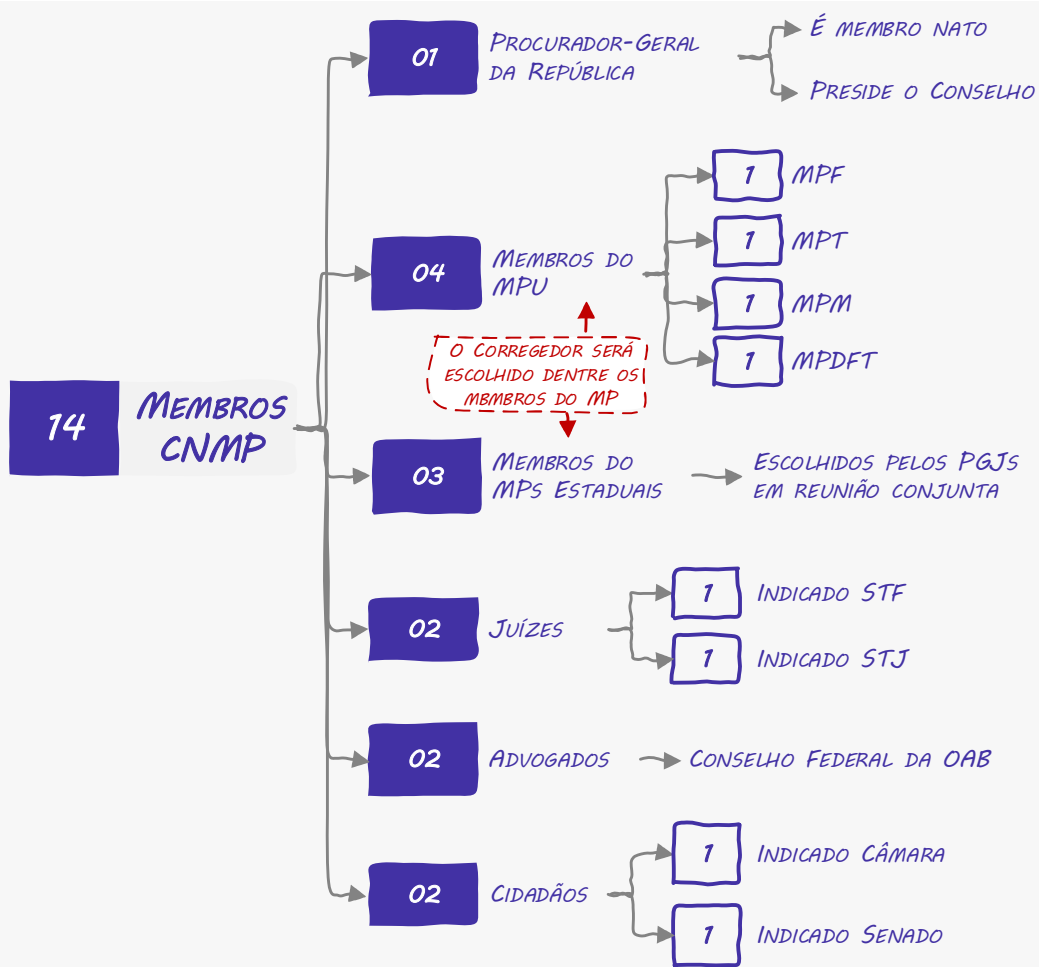 01
PROCURADOR-GERAL
DA REPÚBLICA
É MEMBRO NATO
PRESIDE O CONSELHO
04
MEMBROS DO
MPU
1
MPF
1
MPT
1
MPM
1
MPDFT
O CORREGEDOR SERÁ
ESCOLHIDO DENTRE OS
MBMBROS DO MP
14
MEMBROS
CNMP
03
MEMBROS DO
MPS ESTADUAIS
ESCOLHIDOS PELOS PGJS
EM REUNIÃO CONJUNTA
02
JUÍZES
1
INDICADO STF
1
INDICADO STJ
02
ADVOGADOS
CONSELHO FEDERAL DA OAB
02
CIDADÃOS
1
INDICADO CÂMARA
1
INDICADO SENADO